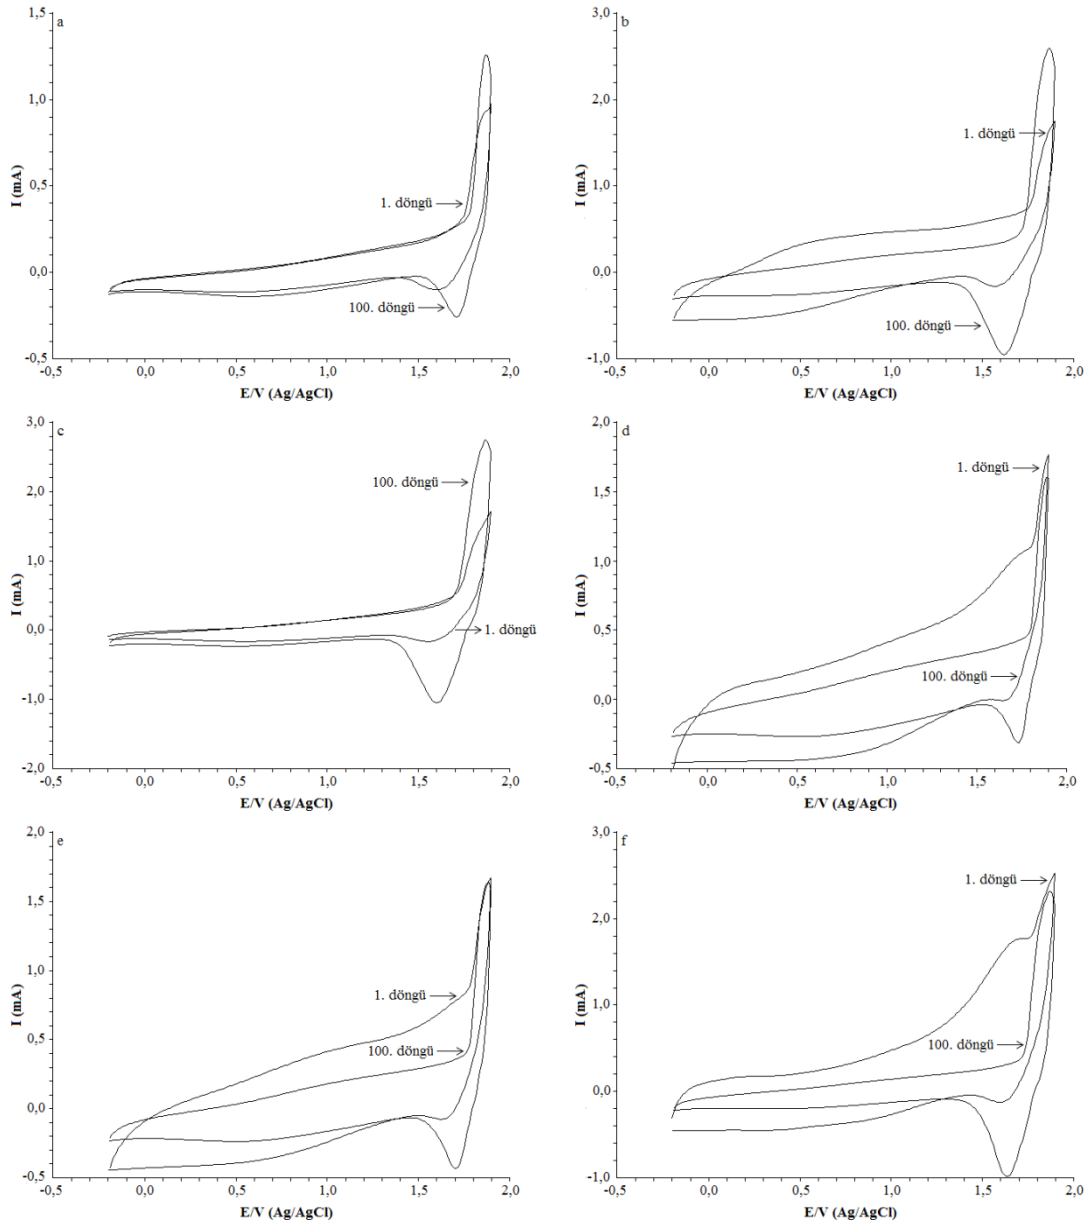 a
1,5
1,0
0,5
0,0
-0,5
I (mA)
1. döngü
100. döngü
-0,5 0,0 0,5 1,0 1,5 2,0
E/V (Ag/AgCl)
b
3,0
2,0
1,0
0,0
-1,0
I (mA)
1. döngü
100. döngü
-0,5 0,0 0,5 1,0 1,5 2,0
E/V (Ag/AgCl)
c
3,0
2,0
1,0
0,0
-1,0
-2,0
I (mA)
100. döngü
1. döngü
-0,5 0,0 0,5 1,0 1,5 2,0
E/V (Ag/AgCl)
d
2,0
1,5
1,0
0,5
0,0
-0,5
I (mA)
1. döngü
100. döngü
-0,5 0,0 0,5 1,0 1,5 2,0
E/V (Ag/AgCl)
e
2,0
1,5
1,0
0,5
0,0
-0,5
I (mA)
1. döngü
100. döngü
-0,5 0,0 0,5 1,0 1,5 2,0
E/V (Ag/AgCl)
f
3,0
2,0
1,0
0,0
-1,0
I (mA)
1. döngü
100. döngü
-0,5 0,0 0,5 1,0 1,5 2,0
E/V (Ag/AgCl)